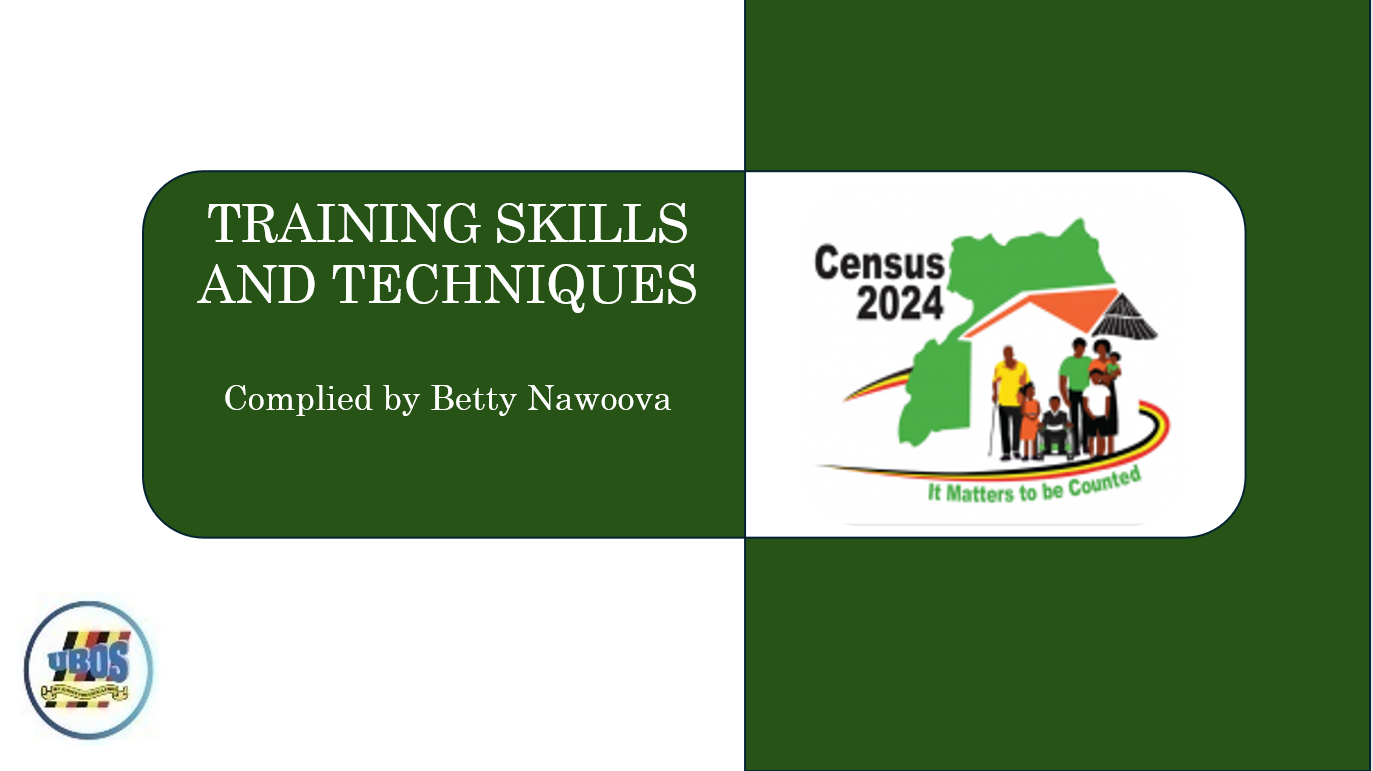 TRAINING SKILLS
AND TECHNIQUES
Complied by Betty Nawoova
Census
2024
It Matters to be Counted
UBOS